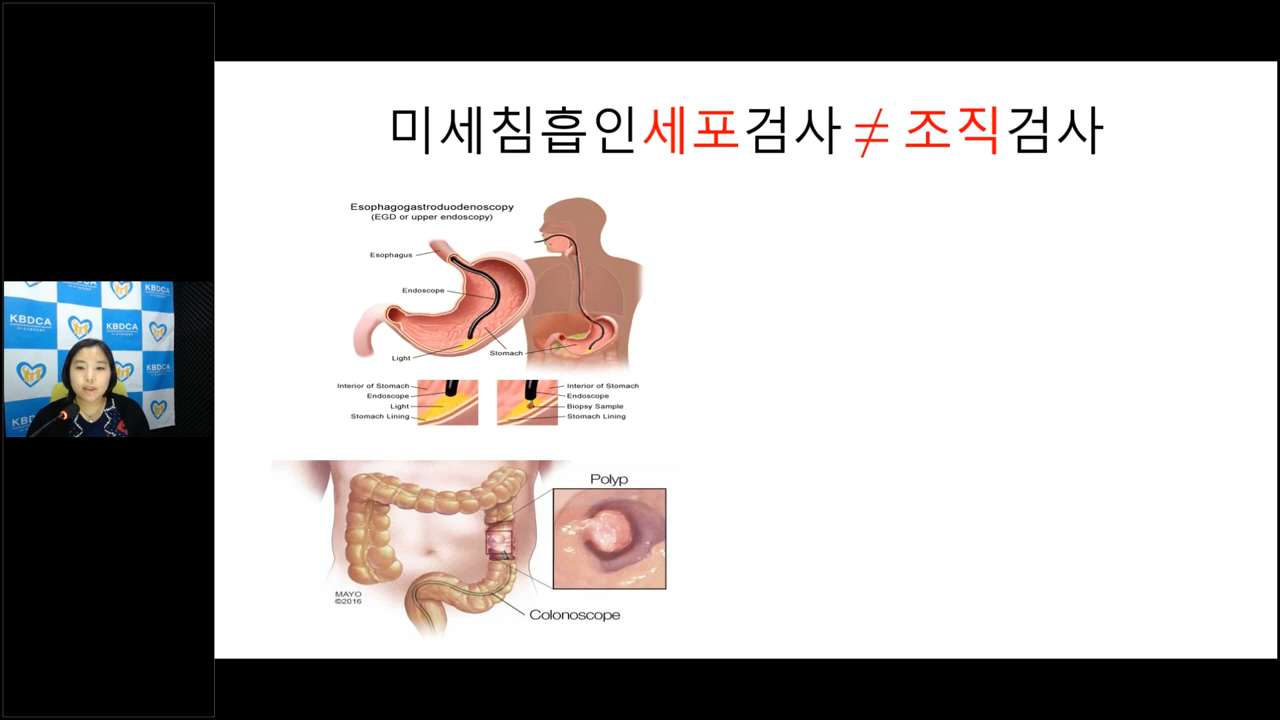 미세침흡인세포검사 ≠ 조직검사
Esophagogastroduodenoscopy
(EGD or upper endoscopy)
Esophagus
Endoscope
Light
Stomach
Interior of Stomach
Endoscope
Light
Stomach Lining
Interior of Stomach
Endoscope
Biopsy Sample
Stomach Lining
Polyp
MAYO
©2016
Colonoscope
KBDCA
KBDCA
KBDCA
KBDCA
KBDCA
KBDCA